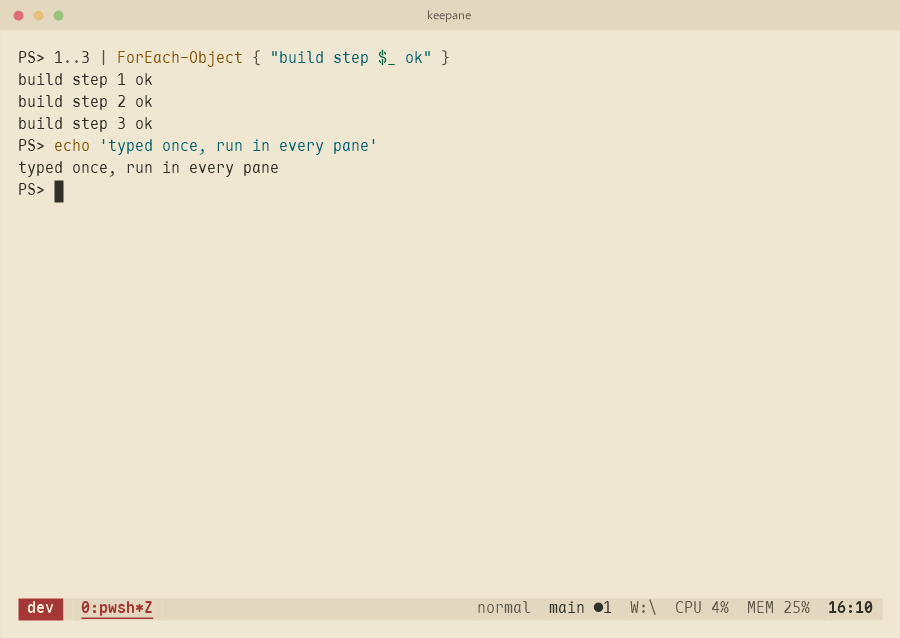 keepane
PS> 1..3 | ForEach-Object { "build step $_ ok" }
build step 1 ok
build step 2 ok
build step 3 ok
PS> echo 'typed once, run in every pane'
typed once, run in every pane
PS>
dev 0:pwsh*Z normal main ●1 W:\ CPU 4% MEM 25% 16:10